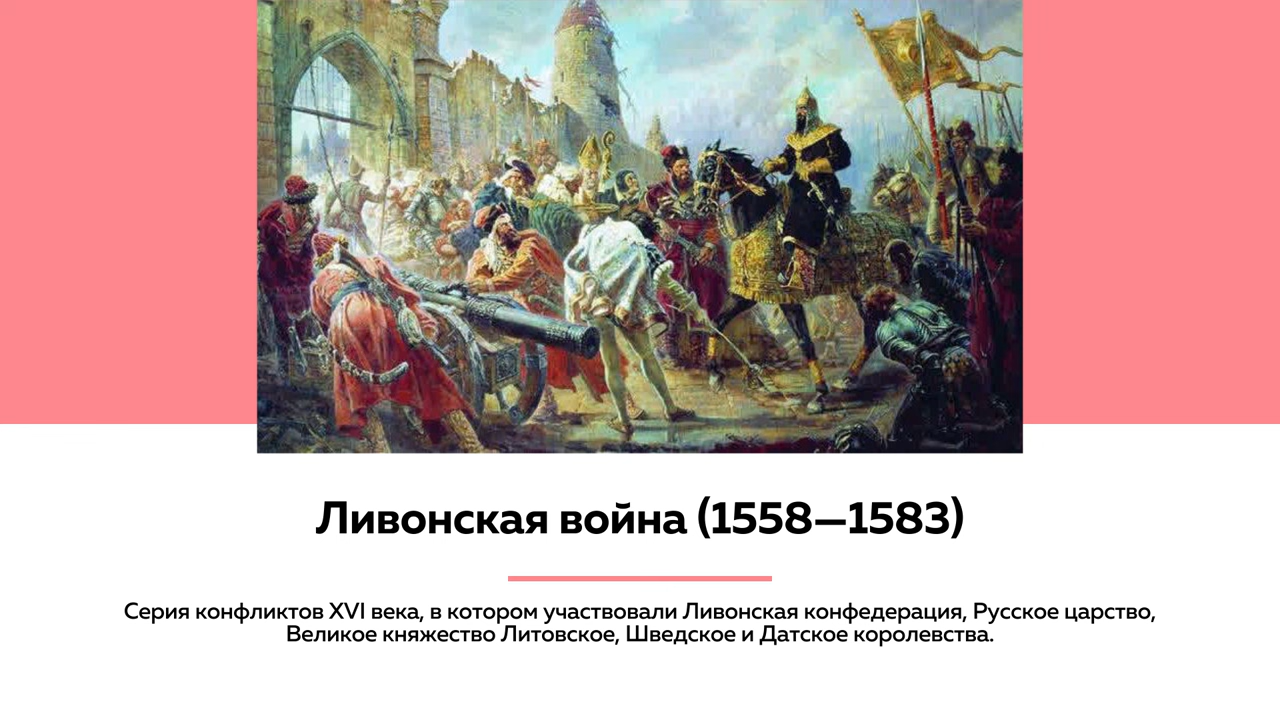 Ливонская война (1558—1583)
Серия конфликтов XVI века, в котором участвовали Ливонская конфедерация, Русское царство,
Великое княжество Литовское, Шведское и Датское королевства.